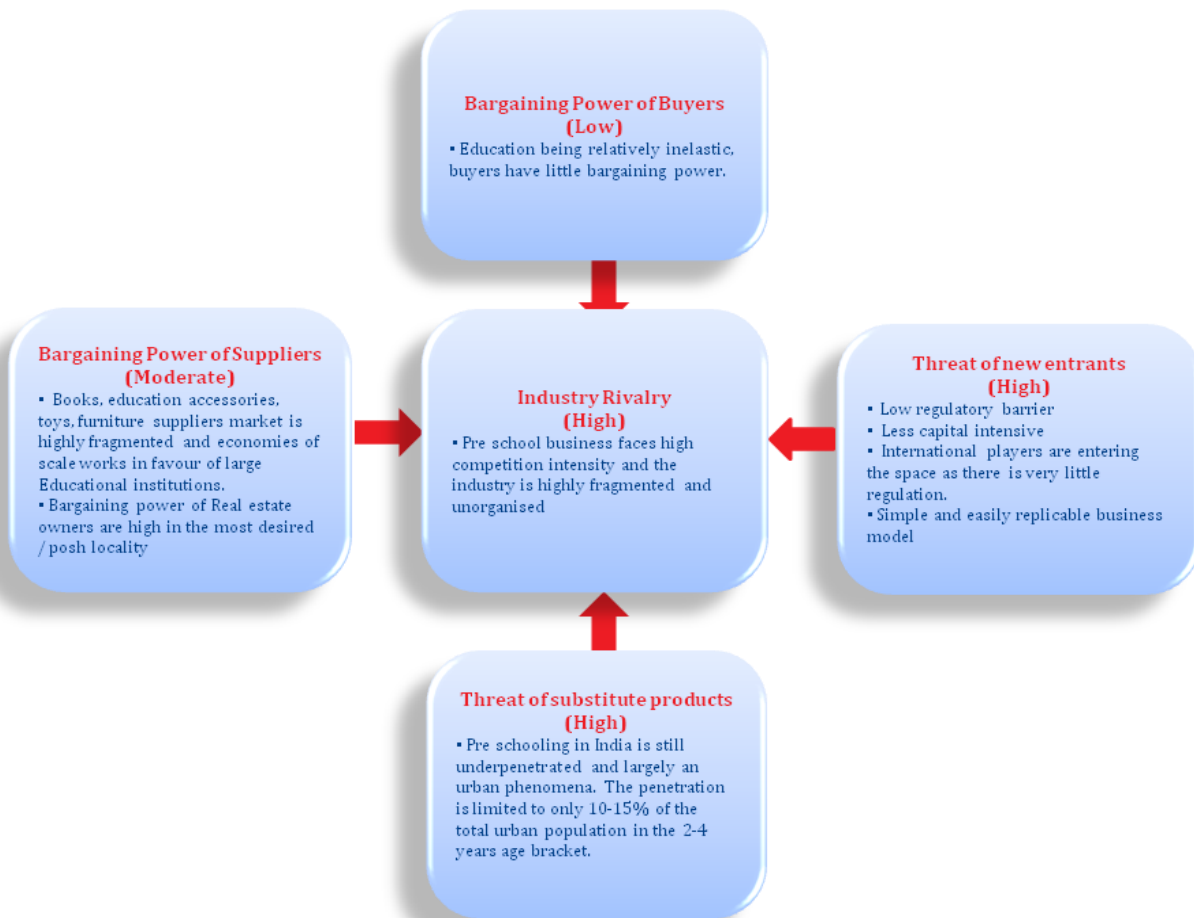 Bargaining Power of Buyers
(Low)
▪ Education being relatively inelastic,
buyers have little bargaining power.
Bargaining Power of Suppliers
(Moderate)
▪ Books, education accessories,
toys, furniture suppliers market is
highly fragmented and economies of
scale works in favour of large
Educational institutions.
▪ Bargaining power of Real estate
owners are high in the most desired
/ posh locality
Industry Rivalry
(High)
▪ Pre school business faces high
competition intensity and the
industry is highly fragmented and
unorganised
Threat of new entrants
(High)
▪ Low regulatory barrier
▪ Less capital intensive
▪ International players are entering
the space as there is very little
regulation.
▪ Simple and easily replicable business
model
Threat of substitute products
(High)
▪ Pre schooling in India is still
underpenetrated and largely an
urban phenomena. The penetration
is limited to only 10-15% of the
total urban population in the 2-4
years age bracket.